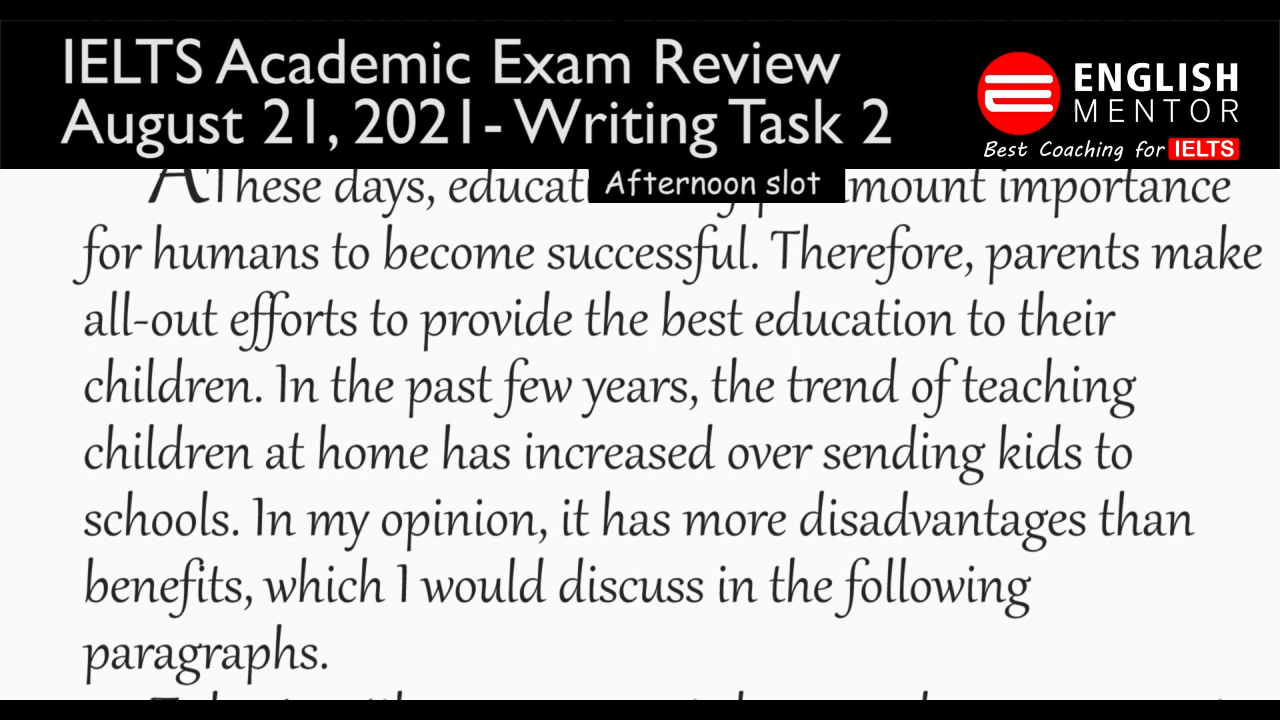 IELTS Academic Exam Review
August 21, 2021- Writing Task 2
ENGLISH
MENTOR
Best Coaching for IELTS
Afternoon slot
These days, mount importance
for humans to become successful. Therefore, parents make
all-out efforts to provide the best education to their
children. In the past few years, the trend of teaching
children at home has increased over sending kids to
schools. In my opinion, it has more disadvantages than
benefits, which I would discuss in the following
paragraphs.